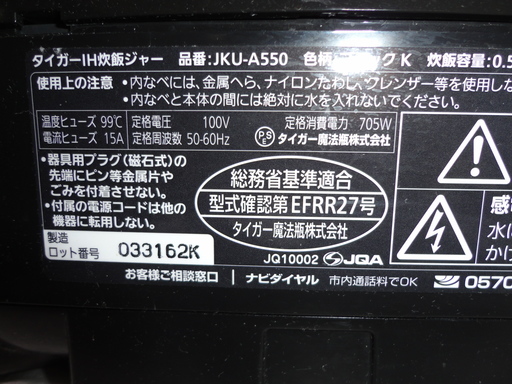 タイガーIH炊飯ジャー 品番：JKU-A550 色柄 ック K 炊飯容量：0.5
使用上の注意 ・内なべには、金属へら、ナイロンたわし、クレンザー等を使用しな
・内なべと本体の間には絶対に水を入れないで
温度ヒューズ 99℃ 定格電圧 100V 定格消費電力 705W
電流ヒューズ 15A 定格周波数 50-60Hz PSE タイガー魔法瓶株式会社
・器具用プラグ（磁石式）の
先端にピン等金属片や
ごみを付着させない。
・付属の電源コードは他の
機器に転用しない。
総務省基準適合
型式確認第EFRR27号
タイガー魔法瓶株式会社
感
水に
かけ
製造
ロット番号 033162K
JQ10002 JQA
お客様ご相談窓口 ナビダイヤル 市内通話料でOK 0570